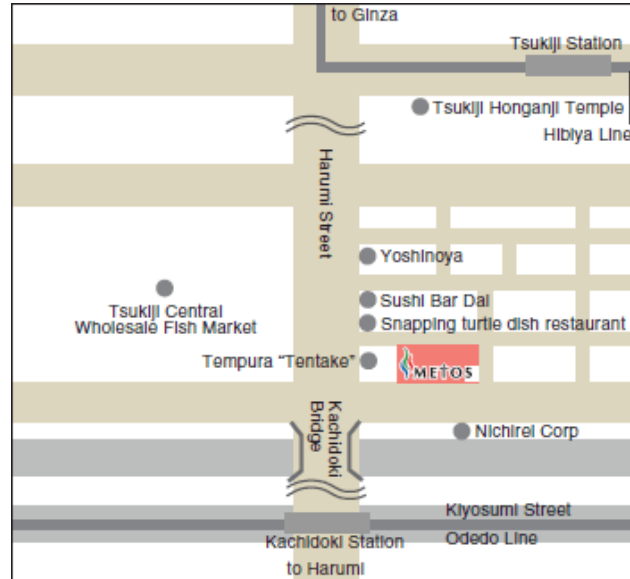 to Ginza
Tsukiji Station
Tsukiji Honganji Temple
Hibiya Line
Harumi Street
Yoshinoya
Sushi Bar Dai
Tsukiji Central
Wholesale Fish Market
Snapping turtle dish restaurant
Tempura “Tentake”
METOS
Kachidoki
Bridge
Nichirei Corp
Kiyosumi Street
Kachidoki Station
Odedo Line
to Harumi